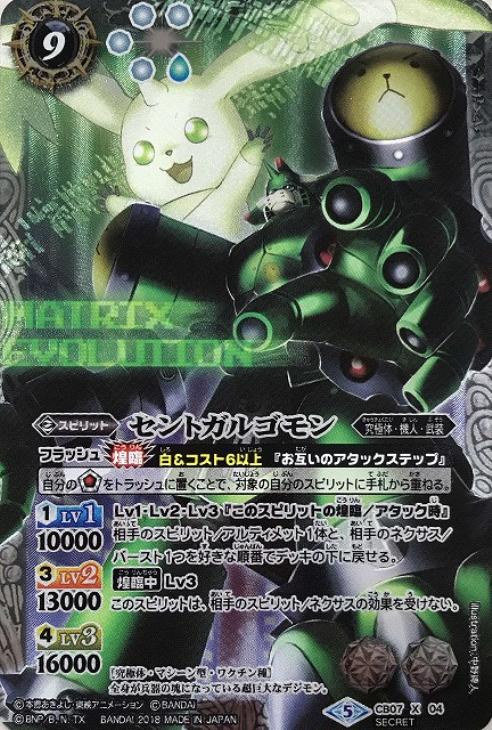 9
MATRIX
EVOLUTION
スピリット
セントガルゴモン
究極体・機人・武装
フラッシュ 煌臨 白&コスト6以上 『お互いのアタックステップ』
自分の
をトラッシュに置くことで、対象の自分のスピリットに手札から重ねる。
1 LV1 10000
Lv1・Lv2・Lv3『このスピリットの煌臨/アタック時』
相手のスピリット/アルティメット1体と、相手のネクサス/
バースト1つを好きな順番でデッキの下に戻せる。
3 LV2 13000
煌臨中 Lv3
このスピリットは、相手のスピリット/ネクサスの効果を受けない。
4 LV3 16000
[究極体・マシーン型・ワクチン種]
全身が兵器の塊になっている超巨大なデジモン。
©本郷あきよし・東映アニメーション ©BANDAI
©BNP/B, N, TX BANDAI 2018 MADE IN JAPAN
5
CB07 X 04
SECRET